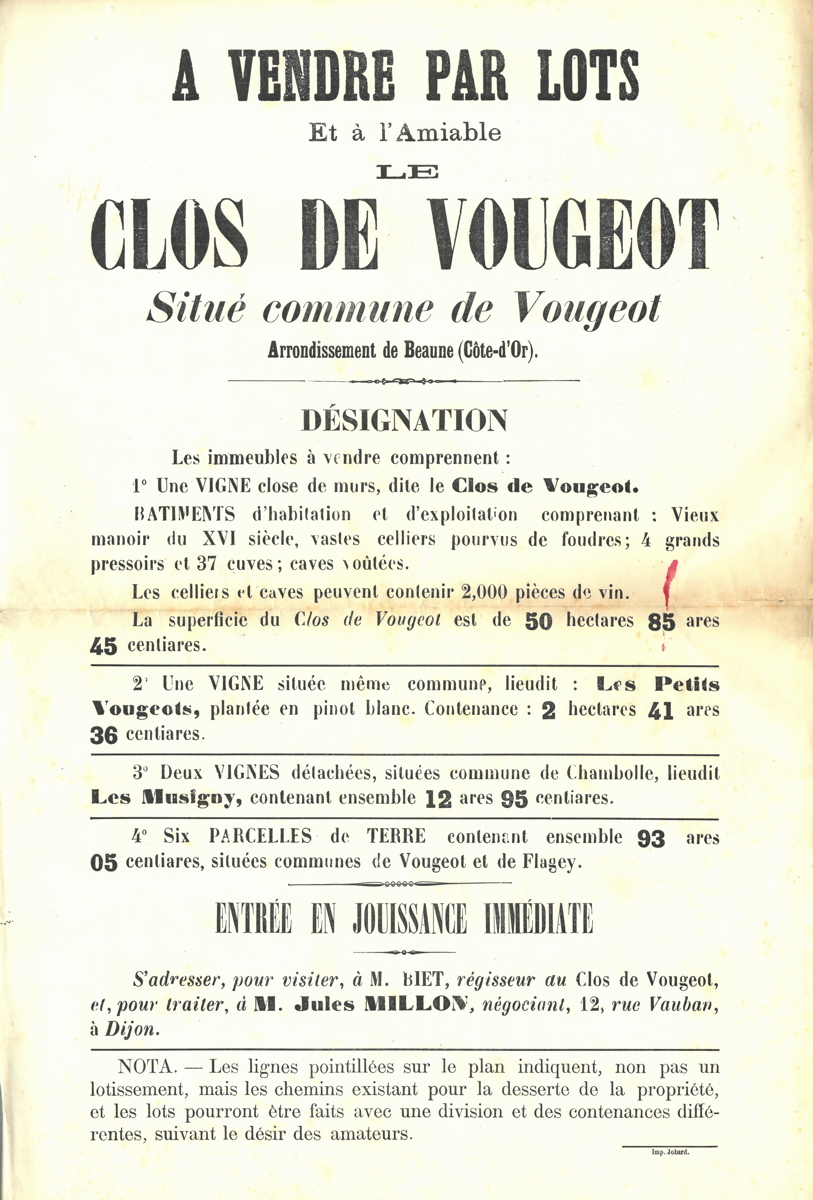 A VENDRE PAR LOTS
Et à l'Amiable
LE
CLOS DE VOUGEOT
Situé commune de Vougeot
Arrondissement de Beaune (Côte-d'Or).
DÉSIGNATION
Les immeubles à vendre comprennent :
1° Une VIGNE close de murs, dite le Clos de Vougeot.
BATIMENTS d'habitation et d'exploitation comprenant : Vieux
manoir du XVI siècle, vastes celliers pourvus de foudres ; 4 grands
pressoirs et 37 cuves ; caves voûtées.
Les celliers et caves peuvent contenir 2,000 pièces de vin.
La superficie du Clos de Vougeot est de 50 hectares 85 ares
45 centiares.
2° Une VIGNE située même commune, lieudit : Les Petits
Vougeots, plantée en pinot blanc. Contenance : 2 hectares 41 ares
36 centiares.
3° Deux VIGNES détachées, situées commune de Chambolle, lieudit
Les Musigny, contenant ensemble 12 ares 95 centiares.
4° Six PARCELLES de TERRE contenant ensemble 93 ares
05 centiares, situées communes de Vougeot et de Flagey.
ENTRÉE EN JOUISSANCE IMMÉDIATE
S'adresser, pour visiter, à M. BIET, régisseur au Clos de Vougeot,
et, pour traiter, à M. Jules MILLON, négociant, 12, rue Vauban,
à Dijon.
NOTA. — Les lignes pointillées sur le plan indiquent, non pas un
lotissement, mais les chemins existant pour la desserte de la propriété,
et les lots pourront être faits avec une division et des contenances diffé-
rentes, suivant le désir des amateurs.
Imp. Jobard.